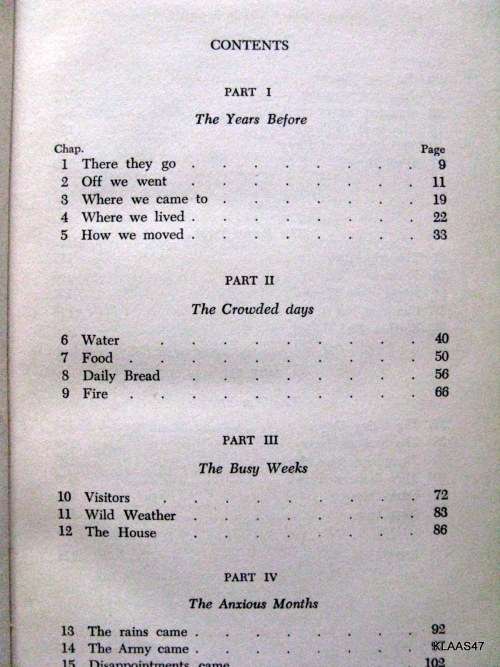 CONTENTS
PART I
The Years Before
Chap. Page
1 There they go . . . . . . . 9
2 Off we went . . . . . . . 11
3 Where we came to . . . . . . 19
4 Where we lived . . . . . . . 22
5 How we moved . . . . . . . 33
PART II
The Crowded days
6 Water . . . . . . . . 40
7 Food . . . . . . . . . 50
8 Daily Bread . . . . . . . 56
9 Fire . . . . . . . . . 66
PART III
The Busy Weeks
10 Visitors . . . . . . . . 72
11 Wild Weather . . . . . . . 83
12 The House . . . . . . . 86
PART IV
The Anxious Months
13 The rains came . . . . . . . 92
14 The Army came . . . . . . .
15 Disappointments came 102
KLAAS47